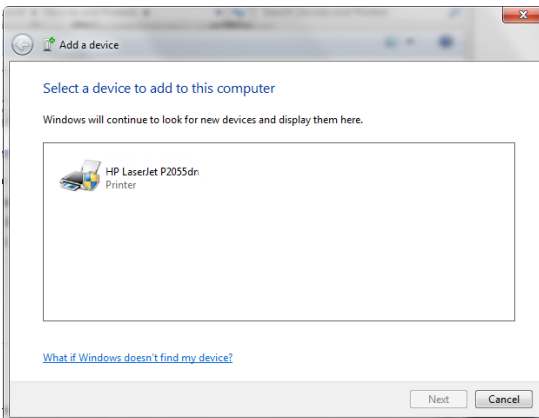 Add a device
Select a device to add to this computer
Windows will continue to look for new devices and display them here.
HP LaserJet P2055dn
Printer
What if Windows doesn't find my device?
Next
Cancel